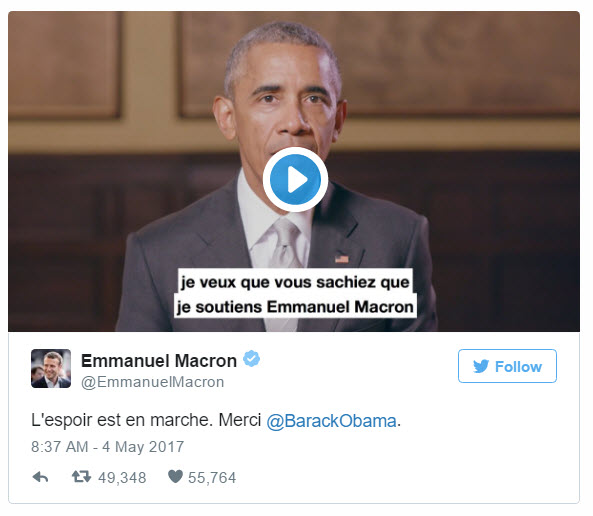 je veux que vous sachiez que
je soutiens Emmanuel Macron
Emmanuel Macron
Follow
@EmmanuelMacron
L'espoir est en marche. Merci @BarackObama.
8:37 AM - 4 May 2017
49,348 55,764